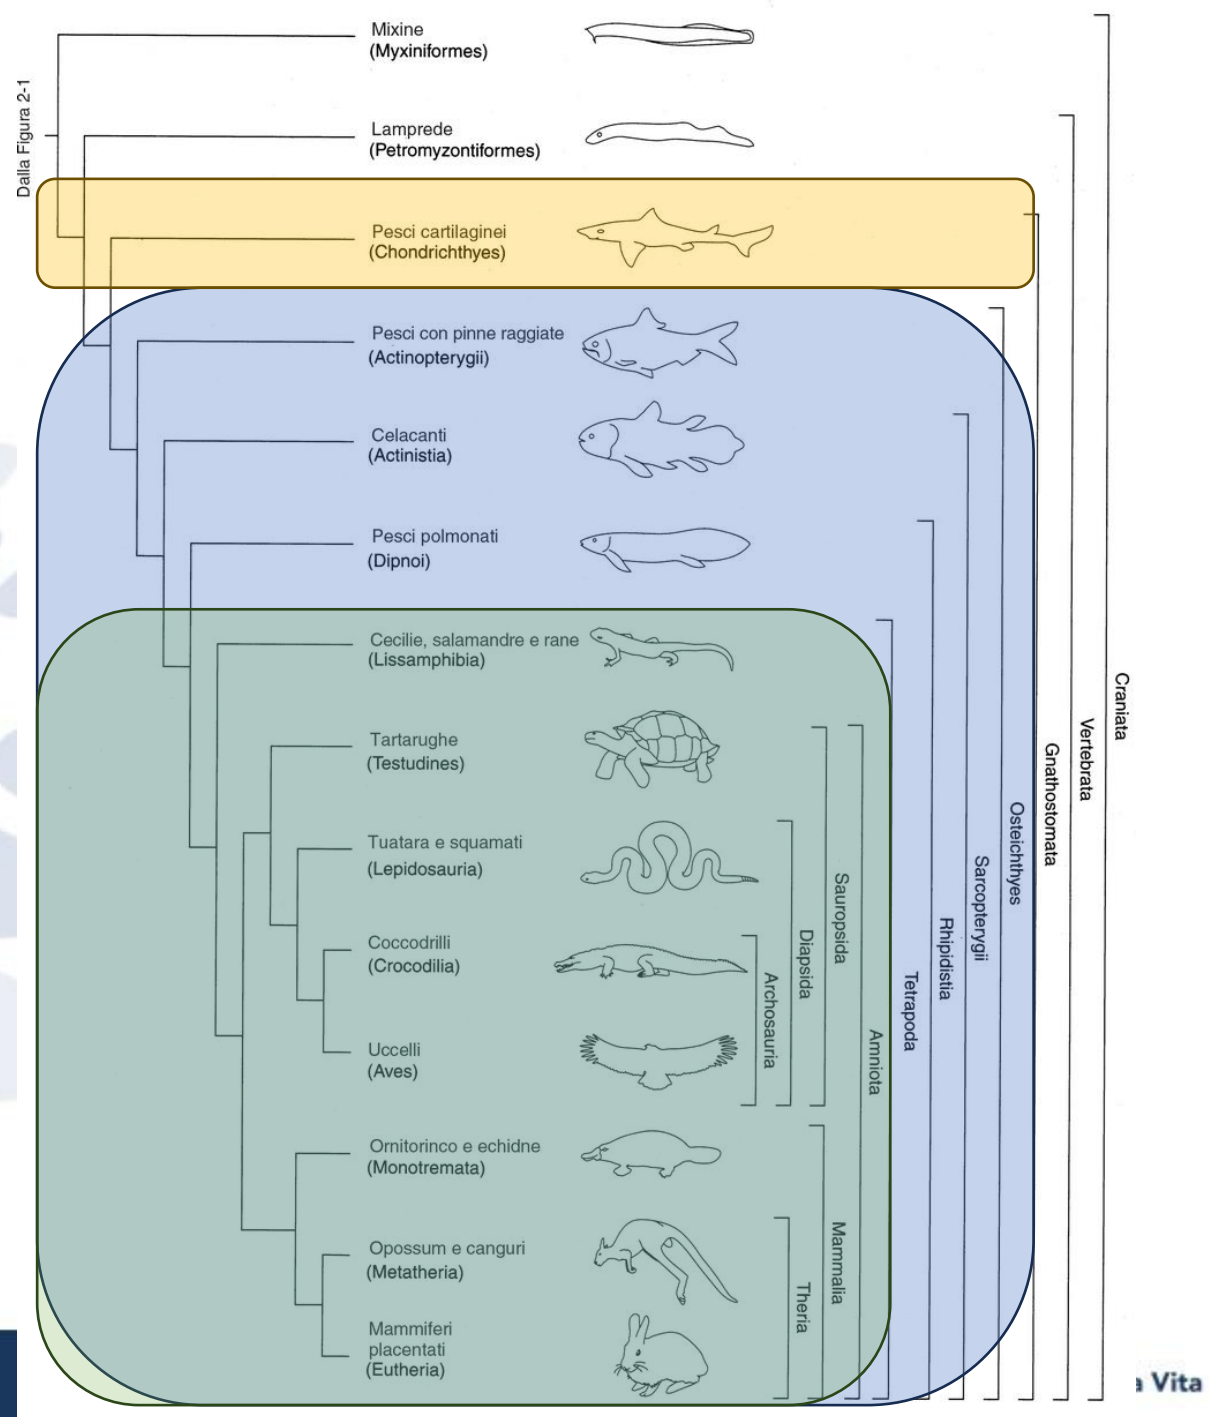 Dalla Figura 2-1
Mixine
(Myxiniformes)
Lamprede
(Petromyzontiformes)
Pesci cartilaginei
(Chondrichthyes)
Pesci con pinne raggiate
(Actinopterygii)
Celacanti
(Actinistia)
Pesci polmonati
(Dipnoi)
Cecilie, salamandre e rane
(Lissamphibia)
Tartarughe
(Testudines)
Tuatara e squamati
(Lepidosauria)
Coccodrilli
(Crocodilia)
Uccelli
(Aves)
Ornitorinco e echidne
(Monotremata)
Opossum e canguri
(Metatheria)
Mammiferi
placentati
(Eutheria)
Archosauria
Diapsida
Sauropsida
Theria
Mammalia
Amniota
Tetrapoda
Rhipidistia
Sarcopterygii
Osteichthyes
Gnathostomata
Vertebrata
Craniata
a Vita